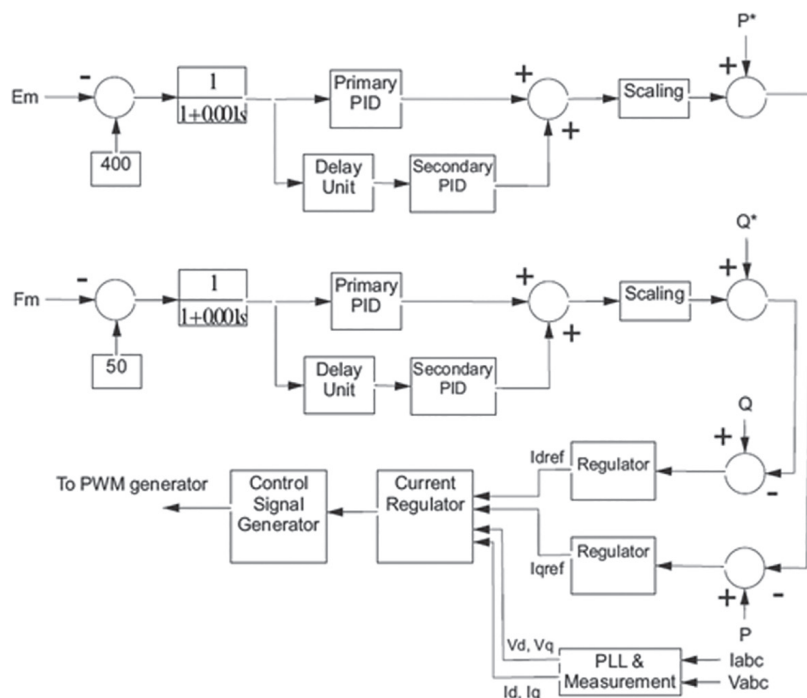 P*
-
+
+
Em
1
1+0.001s
Primary
PID
Scaling
+
400
Delay
Unit
Secondary
PID
Q*
-
+
+
Fm
1
1+0.001s
Primary
PID
Scaling
+
50
Delay
Unit
Secondary
PID
Q
+
Idref
Regulator
-
To PWM generator
Control
Signal
Generator
Current
Regulator
Iqref
Regulator
+
-
P
Vd, Vq
PLL &
Measurement
Iabc
Vabc
Id, Iq